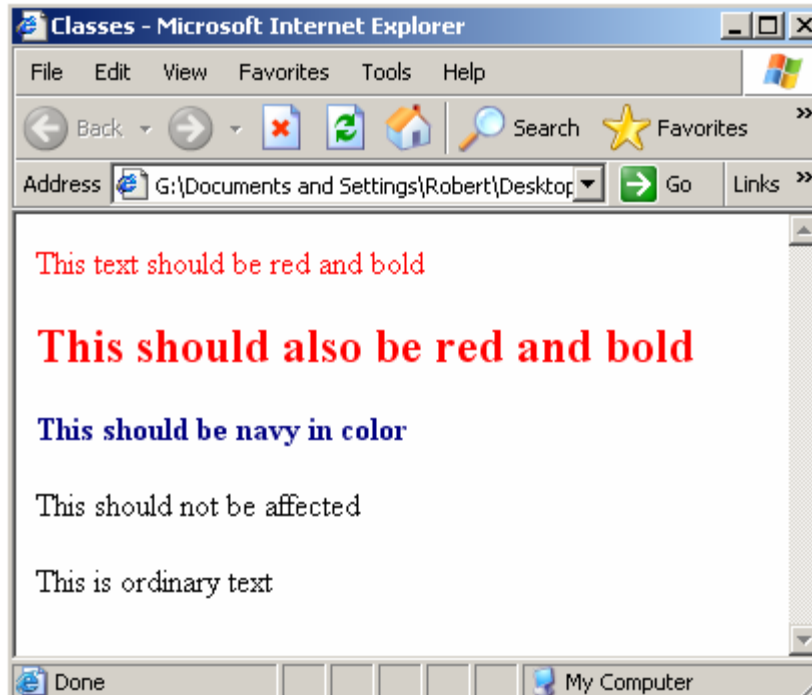 Classes - Microsoft Internet Explorer
File Edit View Favorites Tools Help
Back Search Favorites »
Address G:\Documents and Settings\Robert\Desktop Go Links »
This text should be red and bold
This should also be red and bold
This should be navy in color
This should not be affected
This is ordinary text
Done My Computer